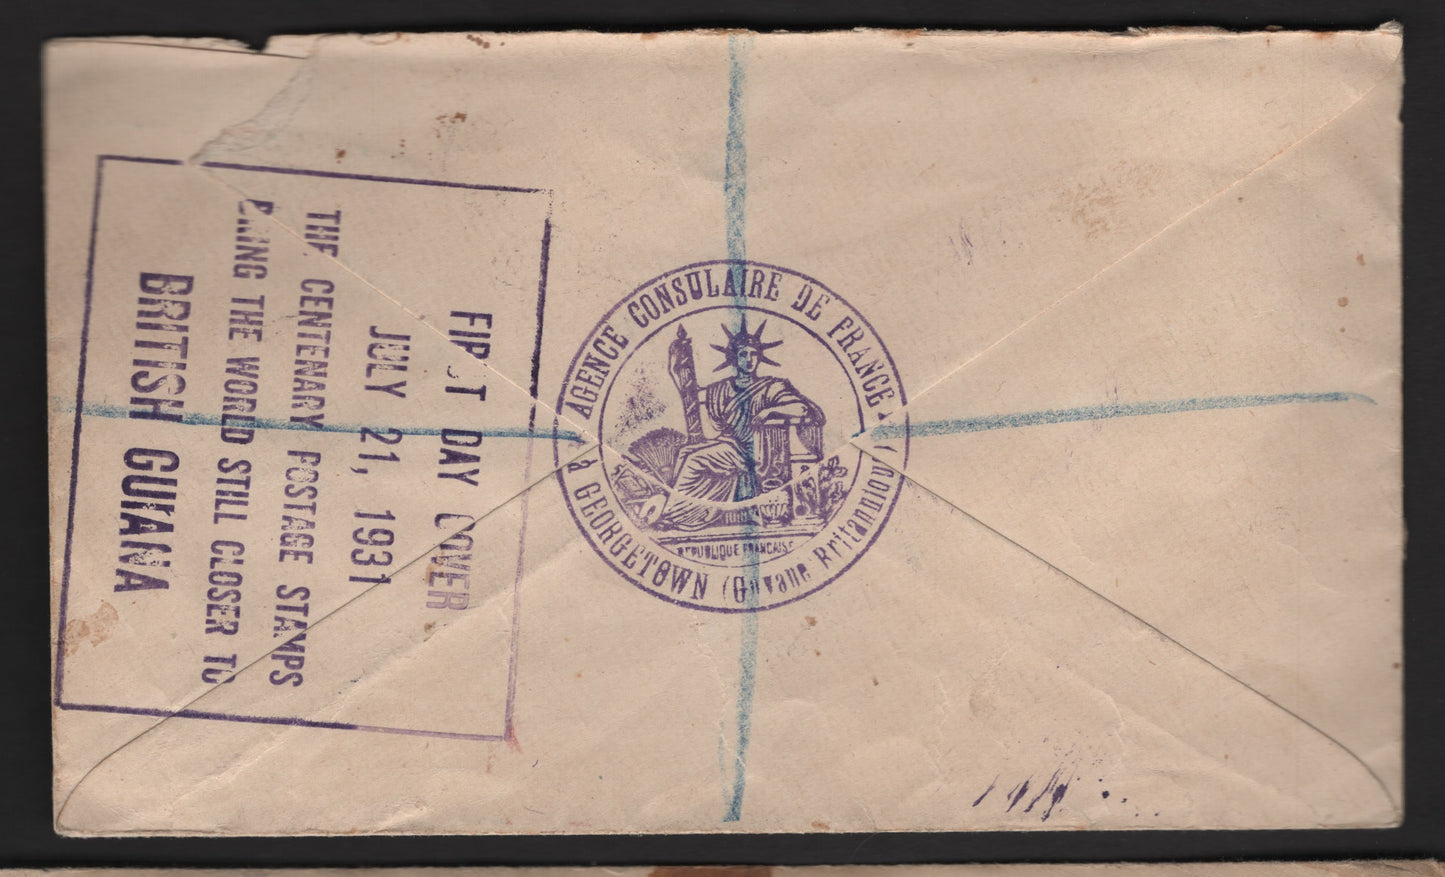 FIRST DAY COVER
JULY 21, 1931
THE CENTENARY POSTAGE STAMPS
BRING THE WORLD STILL CLOSER TO
BRITISH GUIANA
AGENCE CONSULAIRE DE FRANCE
à GEORGETOWN (Guyane Britannique)
REPUBLIQUE FRANCAISE